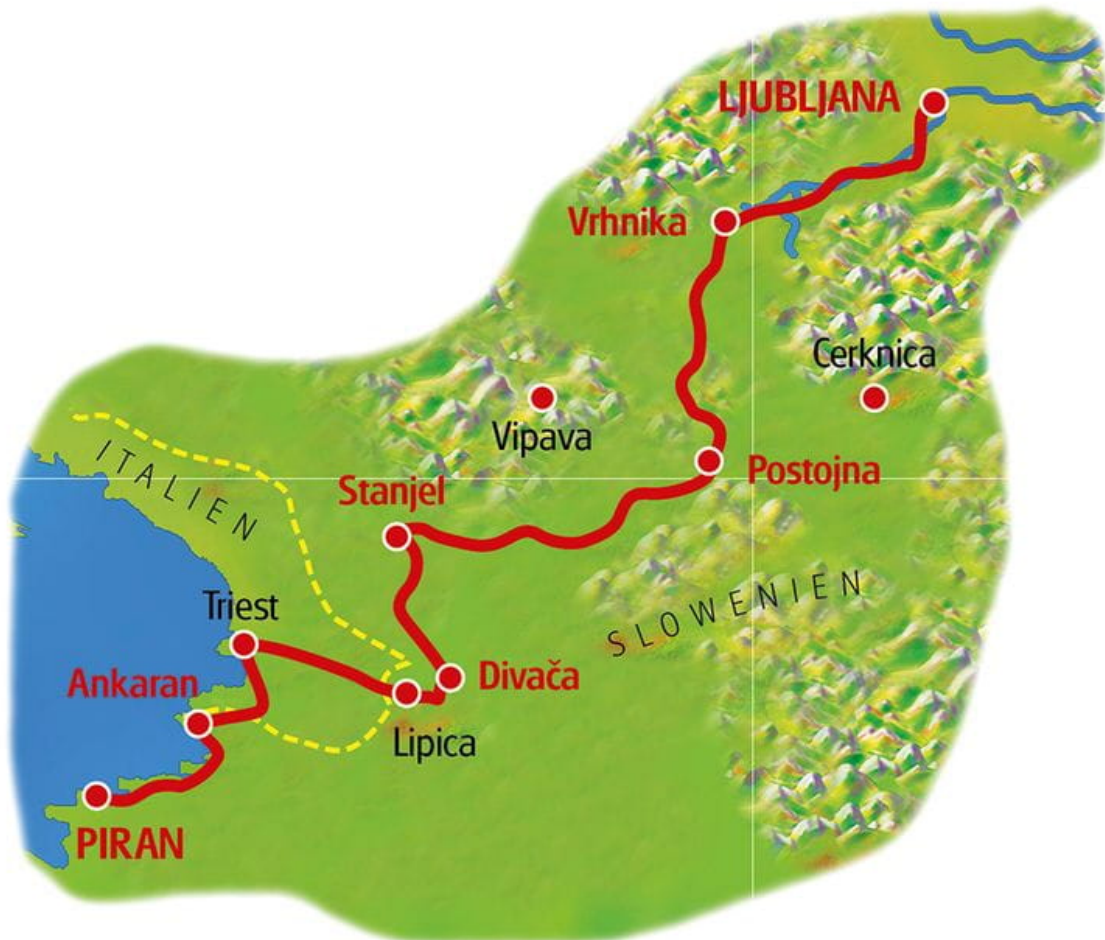 LJUBLJANA
Vrhnika
Cerknica
Vipava
Postojna
Stanjel
ITALIEN
SLOWENIEN
Triest
Ankaran
Divača
Lipica
PIRAN